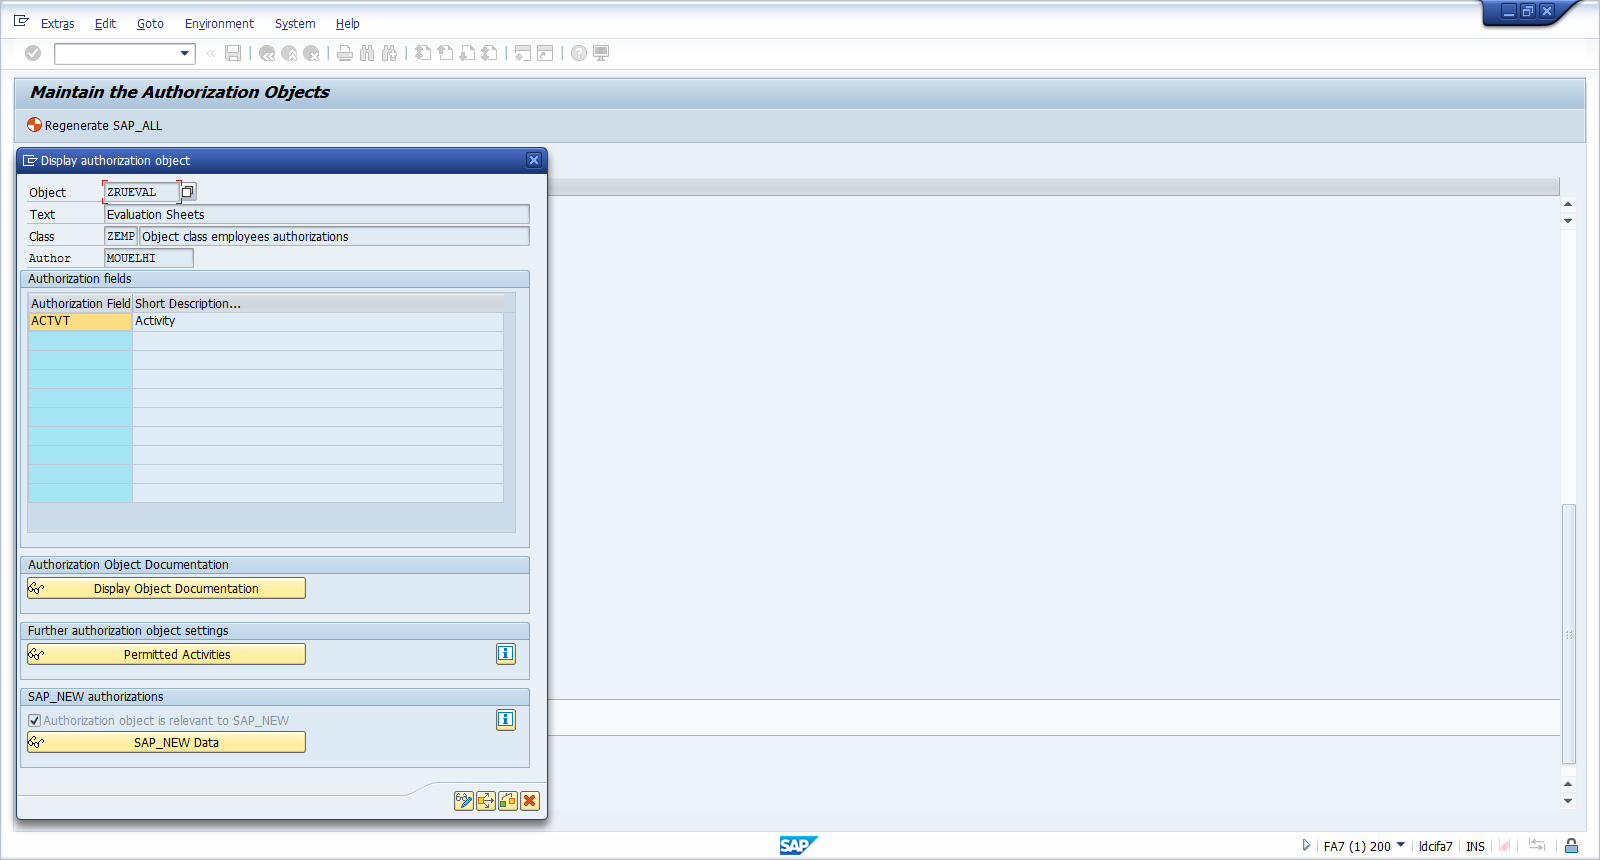 Extras Edit Goto Environment System Help
Maintain the Authorization Objects
Regenerate SAP_ALL
Display authorization object
Object ZRUEVAL
Text Evaluation Sheets
Class ZEMP Object class employees authorizations
Author MOUELHI
Authorization fields
Authorization Field Short Description...
ACTVT Activity
Authorization Object Documentation
Display Object Documentation
Further authorization object settings
Permitted Activities
SAP_NEW authorizations
Authorization object is relevant to SAP_NEW
SAP_NEW Data
SAP FA7 (1) 200 ldcifa7 INS